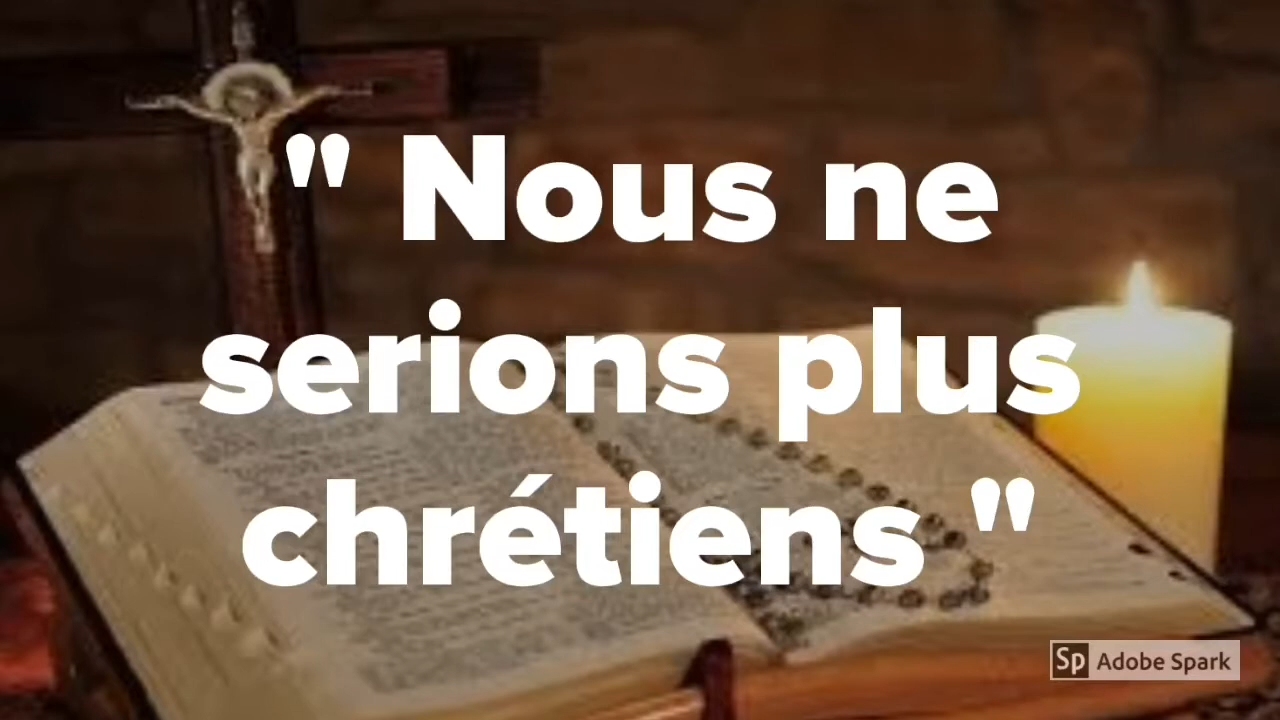 " Nous ne
serions plus
chrétiens "
Sp Adobe Spark